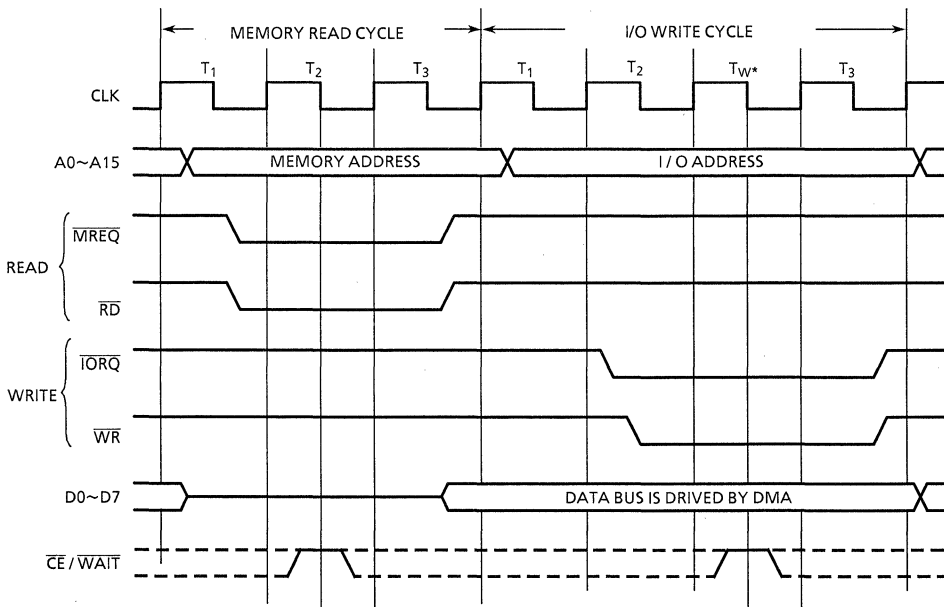 MEMORY READ CYCLE I/O WRITE CYCLE
T1 T2 T3 T1 T2 TW* T3
CLK
A0~A15 MEMORY ADDRESS I / O ADDRESS
MREQ
READ
RD
IORQ
WRITE
WR
D0~D7 DATA BUS IS DRIVED BY DMA
CE / WAIT